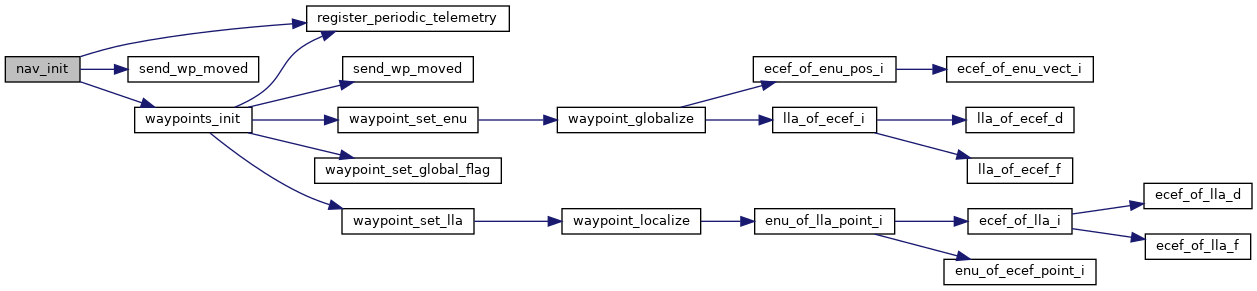 register_periodic_telemetry
nav_init
send_wp_moved
send_wp_moved
ecef_of_enu_pos_i
ecef_of_enu_vect_i
waypoints_init
waypoint_set_enu
waypoint_globalize
lla_of_ecef_i
lla_of_ecef_d
waypoint_set_global_flag
lla_of_ecef_f
ecef_of_lla_d
waypoint_set_lla
waypoint_localize
enu_of_lla_point_i
ecef_of_lla_i
ecef_of_lla_f
enu_of_ecef_point_i